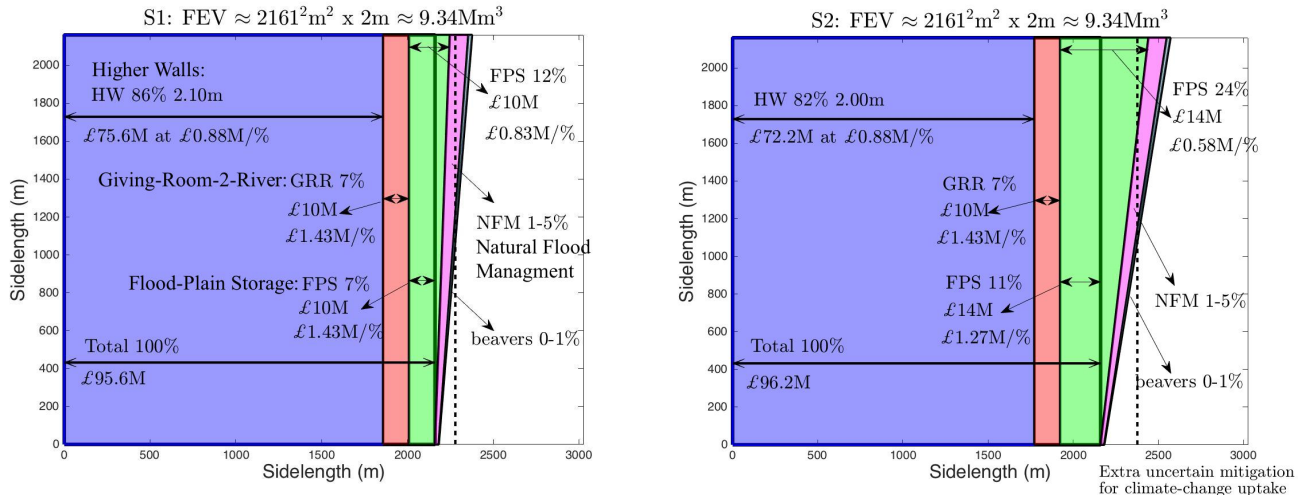 S1: FEV ≈ 2161²m² x 2m ≈ 9.34Mm³
Sidelength (m)
2000
1800
1600
1400
1200
1000
800
600
400
200
0
Higher Walls:
HW 86% 2.10m
£75.6M at £0.88M/%
FPS 12%
£10M
£0.83M/%
Giving-Room-2-River: GRR 7%
£10M
£1.43M/%
NFM 1-5%
Natural Flood
Managment
Flood-Plain Storage: FPS 7%
£10M
£1.43M/%
beavers 0-1%
Total 100%
£95.6M
0 500 1000 1500 2000 2500 3000
Sidelength (m)
S2: FEV ≈ 2161²m² x 2m ≈ 9.34Mm³
Sidelength (m)
2000
1800
1600
1400
1200
1000
800
600
400
200
0
HW 82% 2.00m
£72.2M at £0.88M/%
FPS 24%
£14M
£0.58M/%
GRR 7%
£10M
£1.43M/%
FPS 11%
£14M
£1.27M/%
NFM 1-5%
beavers 0-1%
Total 100%
£96.2M
0 500 1000 1500 2000 2500 3000
Sidelength (m)
Extra uncertain mitigation
for climate-change uptake